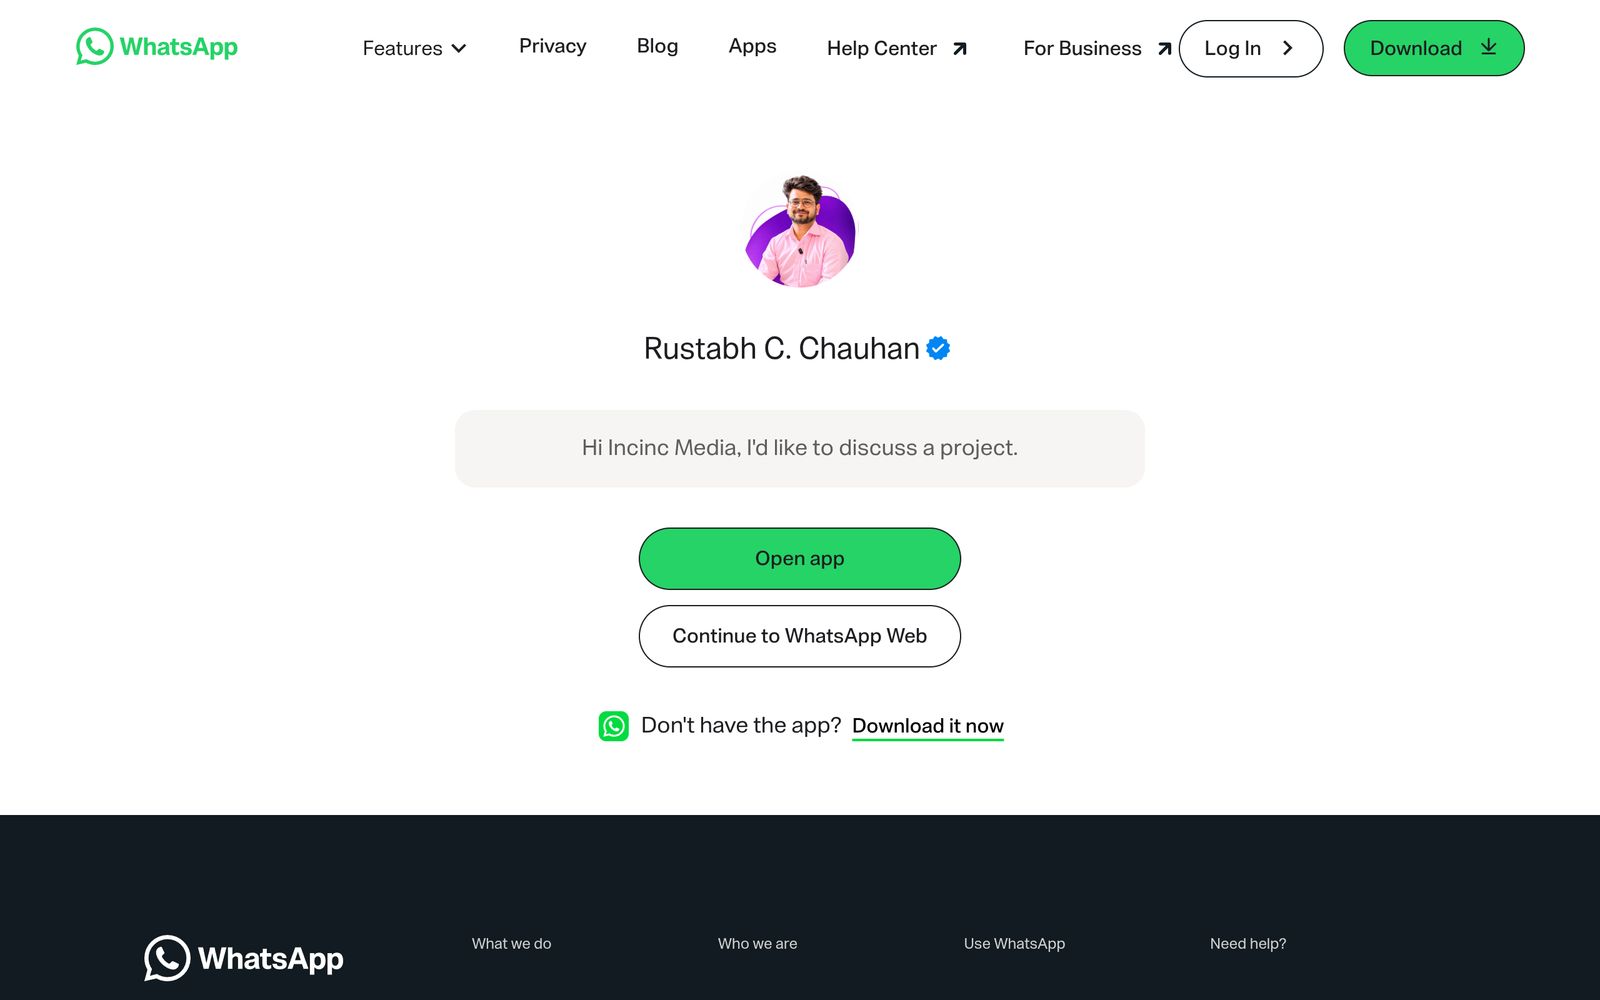 WhatsApp
Features
Privacy
Blog
Apps
Help Center
For Business
Log In
Download
Rustabh C. Chauhan
Hi Incinc Media, I'd like to discuss a project.
Open app
Continue to WhatsApp Web
Don't have the app? Download it now
WhatsApp
What we do
Who we are
Use WhatsApp
Need help?